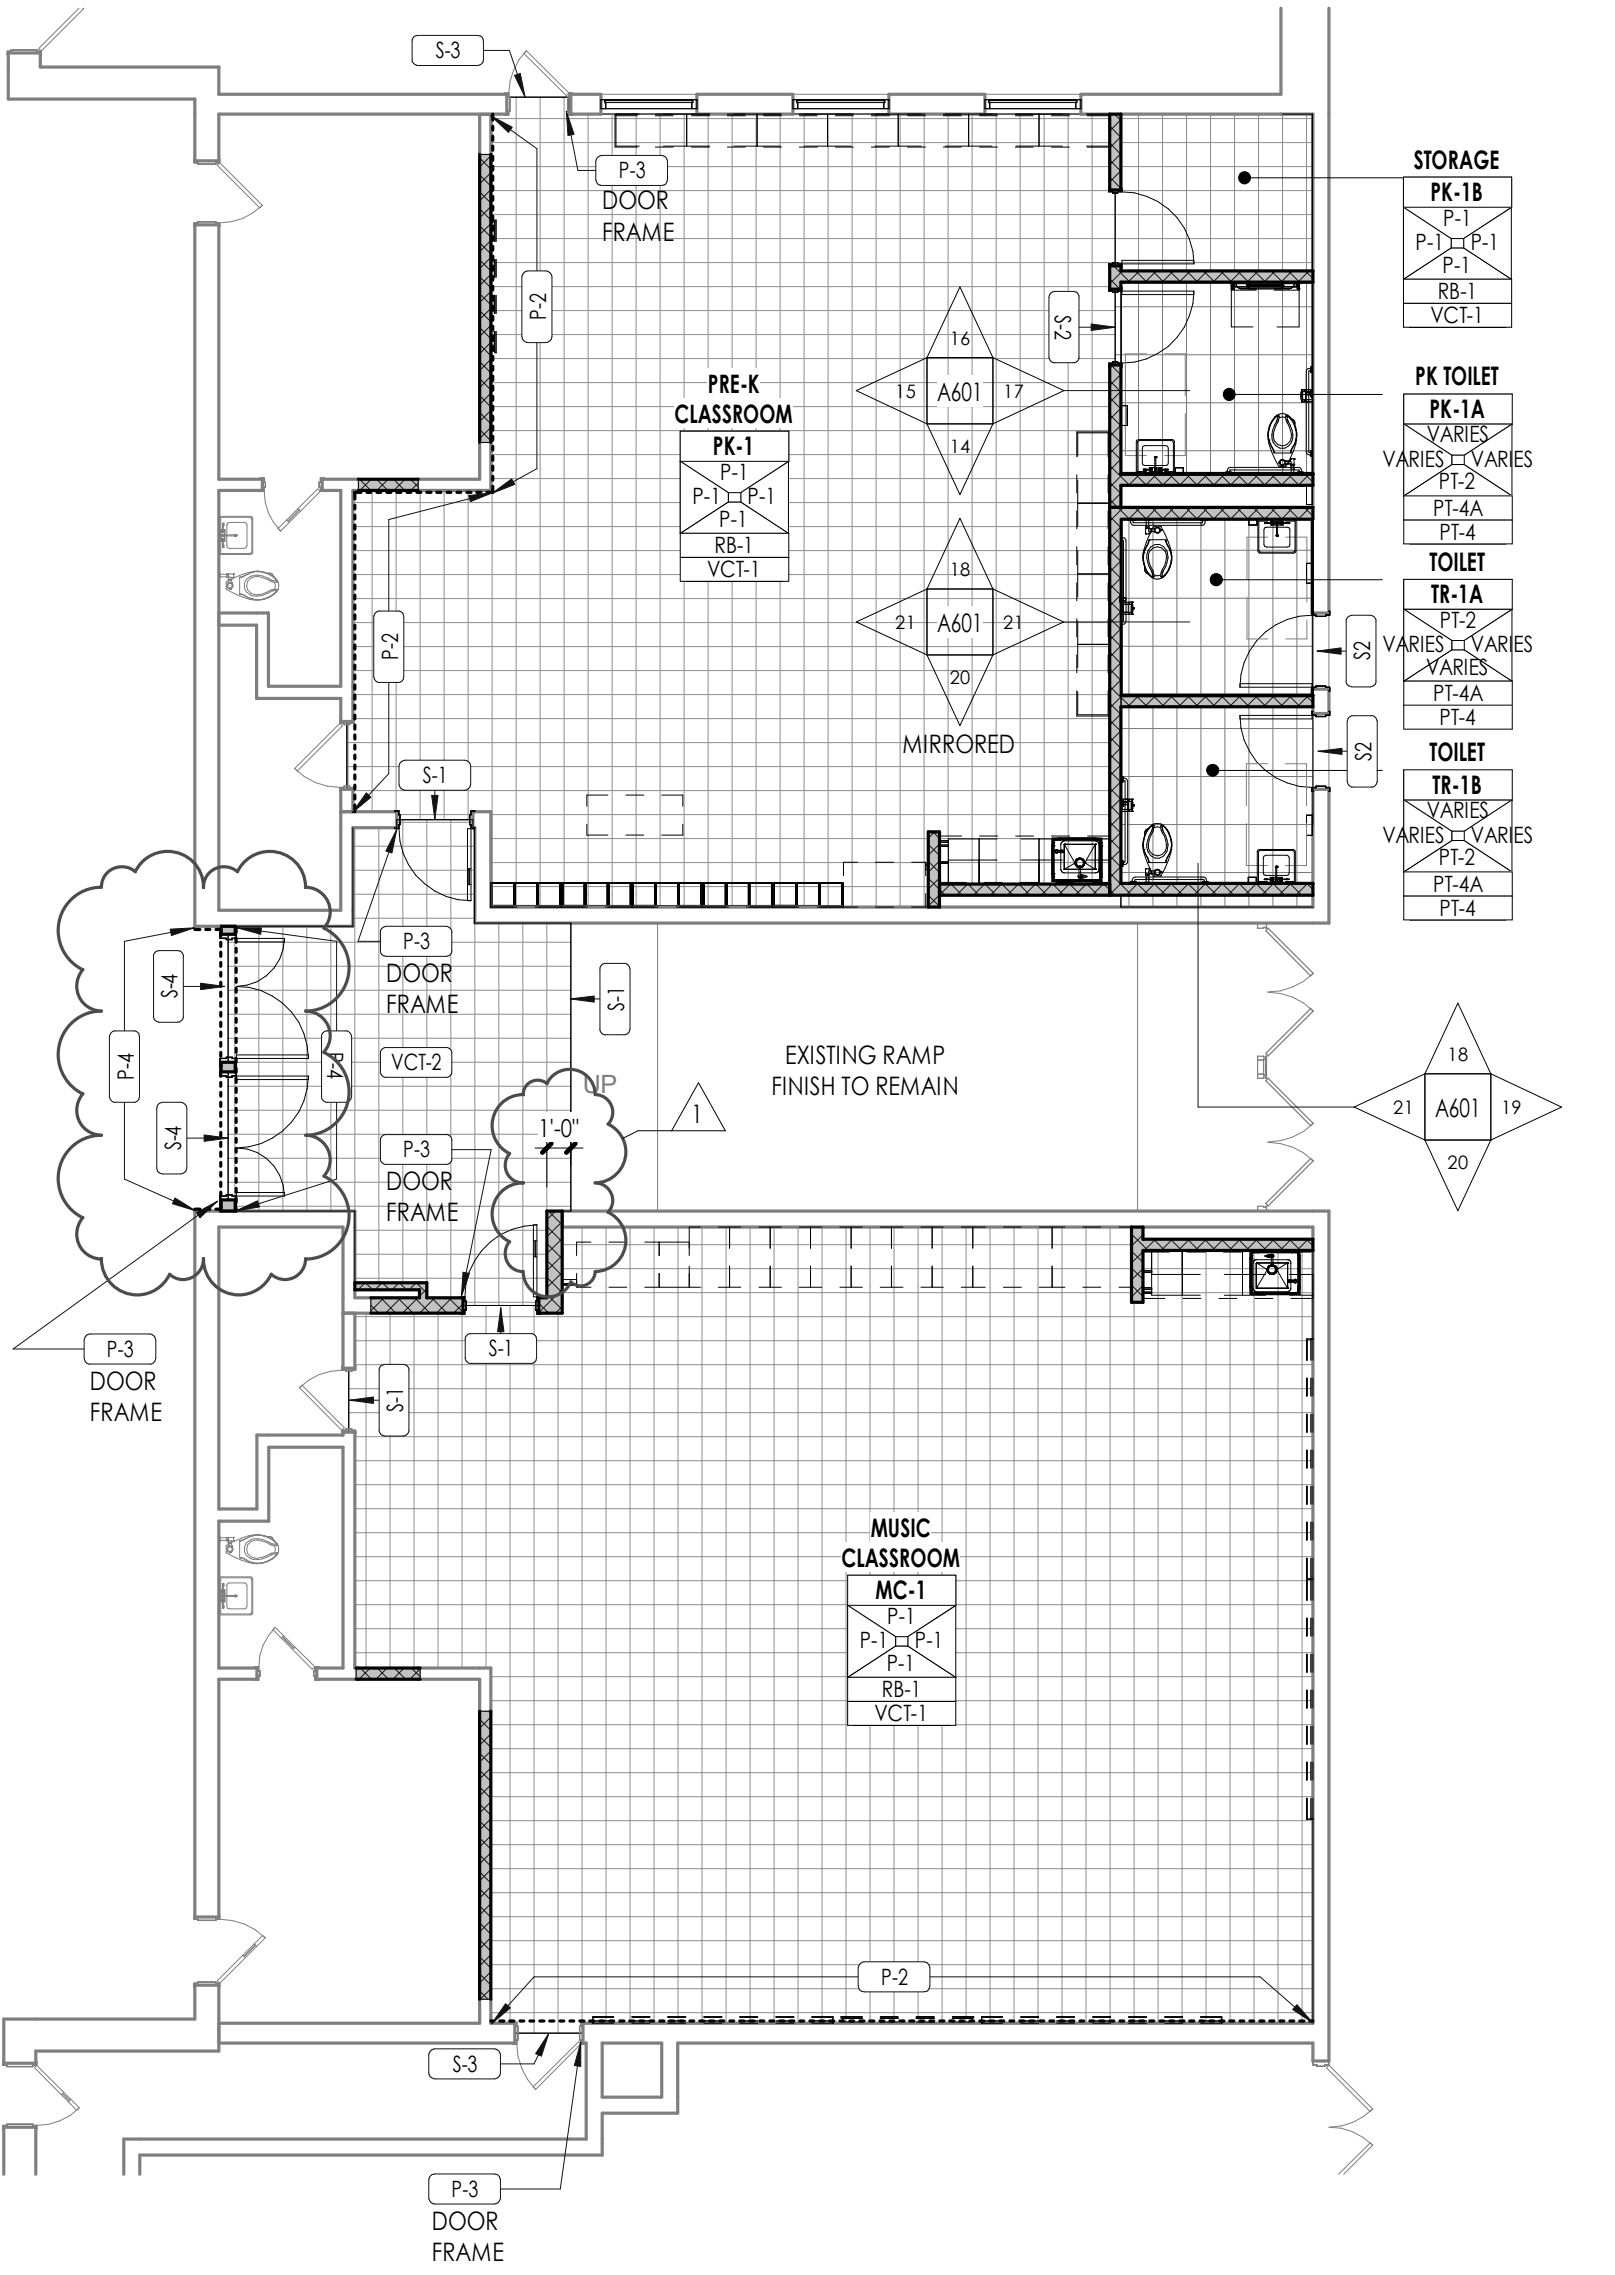 S-3
P-3
DOOR
FRAME
STORAGE
PK-1B
P-1
P-1 P-1
P-1
RB-1
VCT-1
P-2
S-2
16
15 A601 17
14
PRE-K
CLASSROOM
PK-1
P-1
P-1 P-1
P-1
RB-1
VCT-1
PK TOILET
PK-1A
VARIES
VARIES VARIES
PT-2
PT-4A
PT-4
P-2
18
21 A601 21
20
MIRRORED
TOILET
TR-1A
PT-2
VARIES VARIES
VARIES
PT-4A
PT-4
S2
S2
TOILET
TR-1B
VARIES
VARIES VARIES
PT-2
PT-4A
PT-4
S-1
P-3
DOOR
FRAME
S-4
S-1
P-4
P-4
VCT-2
EXISTING RAMP
FINISH TO REMAIN
UP
1'-0"
1
S-4
P-3
DOOR
FRAME
18
21 A601 19
20
P-3
DOOR
FRAME
S-1
S-1
MUSIC
CLASSROOM
MC-1
P-1
P-1 P-1
P-1
RB-1
VCT-1
P-2
S-3
P-3
DOOR
FRAME